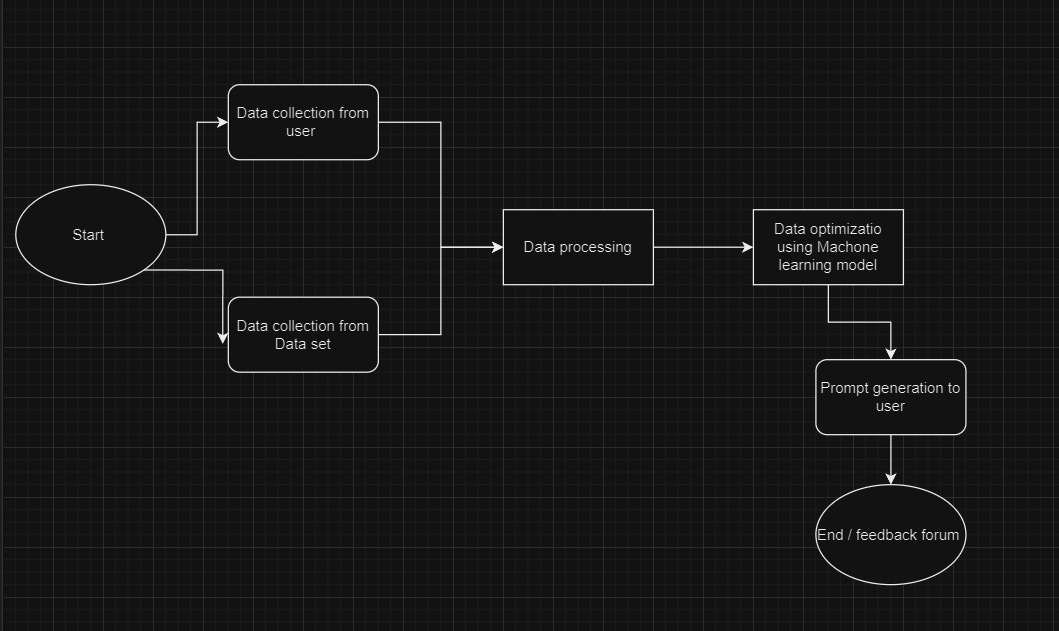 Data collection from
user
Start
Data collection from
Data set
Data processing
Data optimizatio
using Machone
learning model
Prompt generation to
user
End / feedback forum